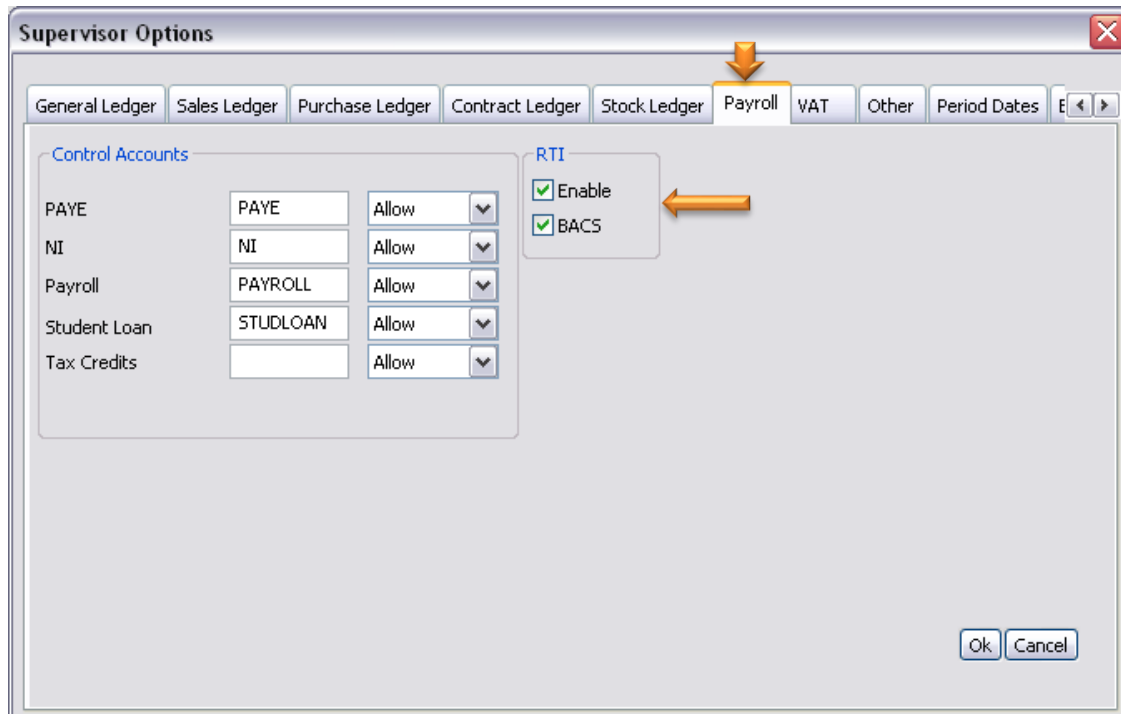 Supervisor Options
General Ledger Sales Ledger Purchase Ledger Contract Ledger Stock Ledger Payroll VAT Other Period Dates
Control Accounts RTI
PAYE PAYE Allow Enable
NI NI Allow BACS
Payroll PAYROLL Allow
Student Loan STUDLOAN Allow
Tax Credits Allow
Ok Cancel